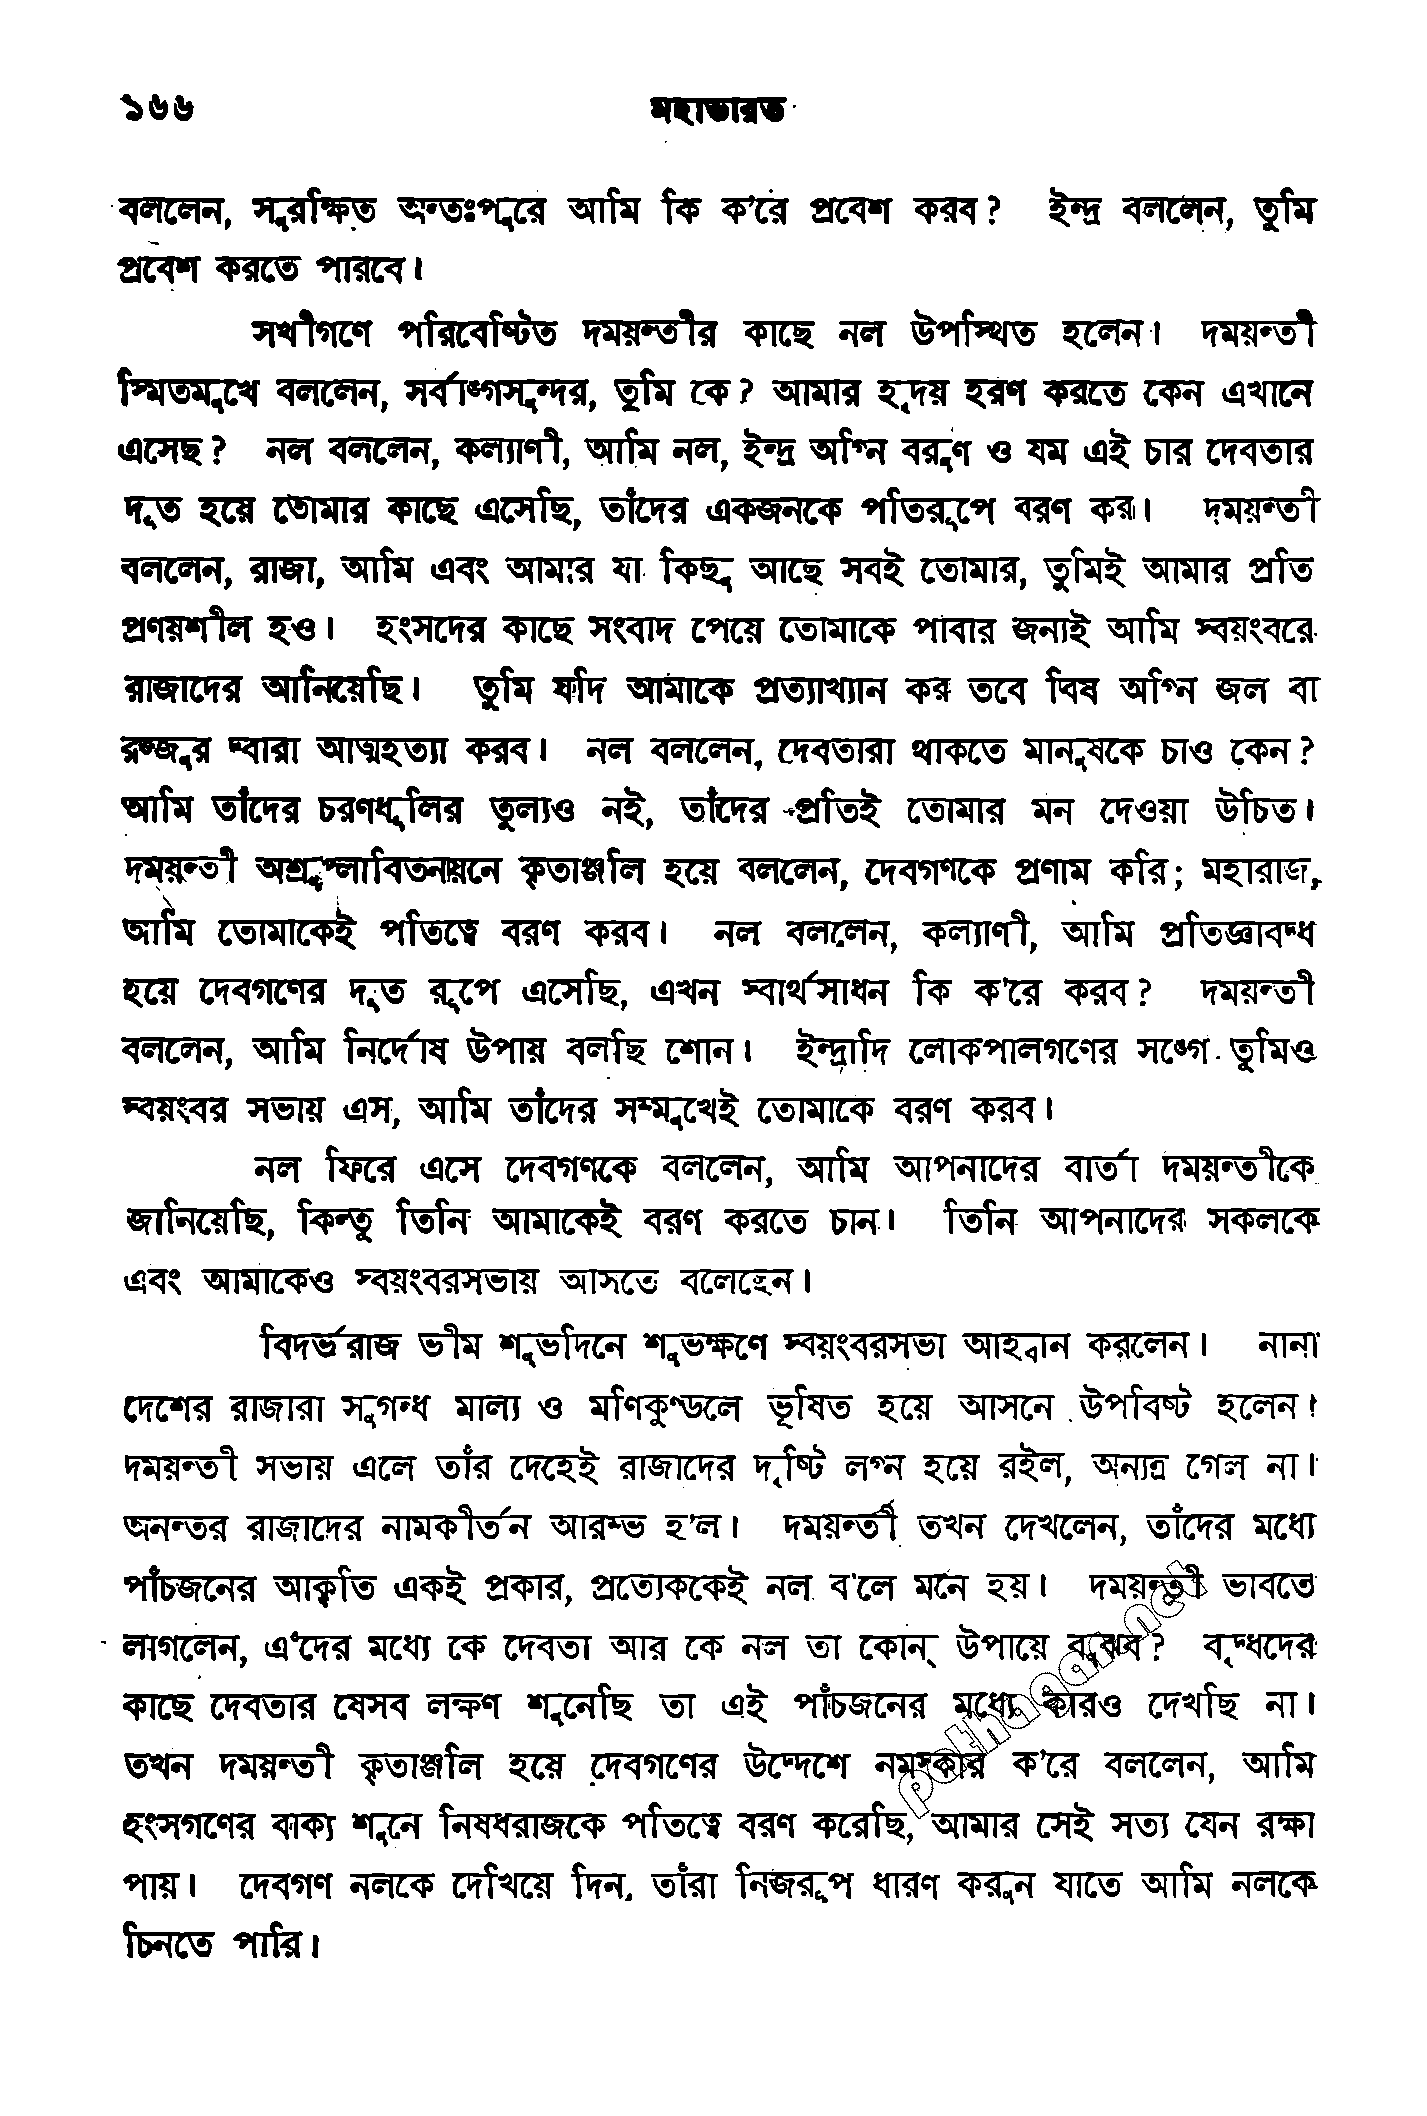 ১৬৬ মহাভারত
বললেন, সুরক্ষিত অন্তঃপুরে আমি কি ক'রে প্রবেশ করব? ইন্দ্র বললেন, তুমি
প্রবেশ করতে পারবে।
সখীগণে পরিবেষ্টিত দময়ন্তীর কাছে নল উপস্থিত হলেন। দময়ন্তী
স্মিতমুখে বললেন, সর্বাঙ্গসুন্দর, তুমি কে? আমার হৃদয় হরণ করতে কেন এখানে
এসেছ? নল বললেন, কল্যাণী, আমি নল, ইন্দ্র অগ্নি বরুণ ও যম এই চার দেবতার
দূত হয়ে তোমার কাছে এসেছি, তাঁদের একজনকে পতিরূপে বরণ কর। দময়ন্তী
বললেন, রাজা, আমি এবং আমার যা কিছু আছে সবই তোমার, তুমিই আমার প্রতি
প্রণয়শীল হও। হংসদের কাছে সংবাদ পেয়ে তোমাকে পাবার জন্যই আমি স্বয়ংবরে
রাজাদের আনিয়েছি। তুমি যদি আমাকে প্রত্যাখ্যান কর তবে বিষ অগ্নি জল বা
রজ্জুর দ্বারা আত্মহত্যা করব। নল বললেন, দেবতারা থাকতে মানুষকে চাও কেন?
আমি তাঁদের চরণধূলির তুল্যও নই, তাঁদের প্রতিই তোমার মন দেওয়া উচিত।
দময়ন্তী অশ্রুপ্লাবিতনয়নে কৃতাঞ্জলি হয়ে বললেন, দেবগণকে প্রণাম করি; মহারাজ,
আমি তোমাকেই পতিত্বে বরণ করব। নল বললেন, কল্যাণী, আমি প্রতিজ্ঞাবদ্ধ
হয়ে দেবগণের দূত রূপে এসেছি, এখন স্বার্থসাধন কি ক'রে করব? দময়ন্তী
বললেন, আমি নির্দোষ উপায় বলছি শোন। ইন্দ্রাদি লোকপালগণের সঙ্গে তুমিও
স্বয়ংবর সভায় এস, আমি তাঁদের সম্মুখেই তোমাকে বরণ করব।
নল ফিরে এসে দেবগণকে বললেন, আমি আপনাদের বার্তা দময়ন্তীকে
জানিয়েছি, কিন্তু তিনি আমাকেই বরণ করতে চান। তিনি আপনাদের সকলকে
এবং আমাকেও স্বয়ংবরসভায় আসতে বলেছেন।
বিদর্ভরাজ ভীম শুভদিনে শুভক্ষণে স্বয়ংবরসভা আহ্বান করলেন। নানা
দেশের রাজারা সুগন্ধ মাল্য ও মণিকুণ্ডলে ভূষিত হয়ে আসনে উপবিষ্ট হলেন।
দময়ন্তী সভায় এলে তাঁর দেহেই রাজাদের দৃষ্টি লগ্ন হয়ে রইল, অন্যত্র গেল না।
অনন্তর রাজাদের নামকীর্তন আরম্ভ হ'ল। দময়ন্তী তখন দেখলেন, তাঁদের মধ্যে
পাঁচজনের আকৃতি একই প্রকার, প্রত্যেককেই নল ব'লে মনে হয়। দময়ন্তী ভাবতে
লাগলেন, এঁদের মধ্যে কে দেবতা আর কে নল তা কোন্ উপায়ে বুঝব? বৃদ্ধদের
কাছে দেবতার যেসব লক্ষণ শুনেছি তা এই পাঁচজনের মধ্যে কারও দেখছি না।
তখন দময়ন্তী কৃতাঞ্জলি হয়ে দেবগণের উদ্দেশে নমস্কার ক'রে বললেন, আমি
হংসগণের বাক্য শুনে নিষধরাজকে পতিত্বে বরণ করেছি, আমার সেই সত্য যেন রক্ষা
পায়। দেবগণ নলকে দেখিয়ে দিন, তাঁরা নিজরূপ ধারণ করুন যাতে আমি নলকে
চিনতে পারি।
pathagar.net